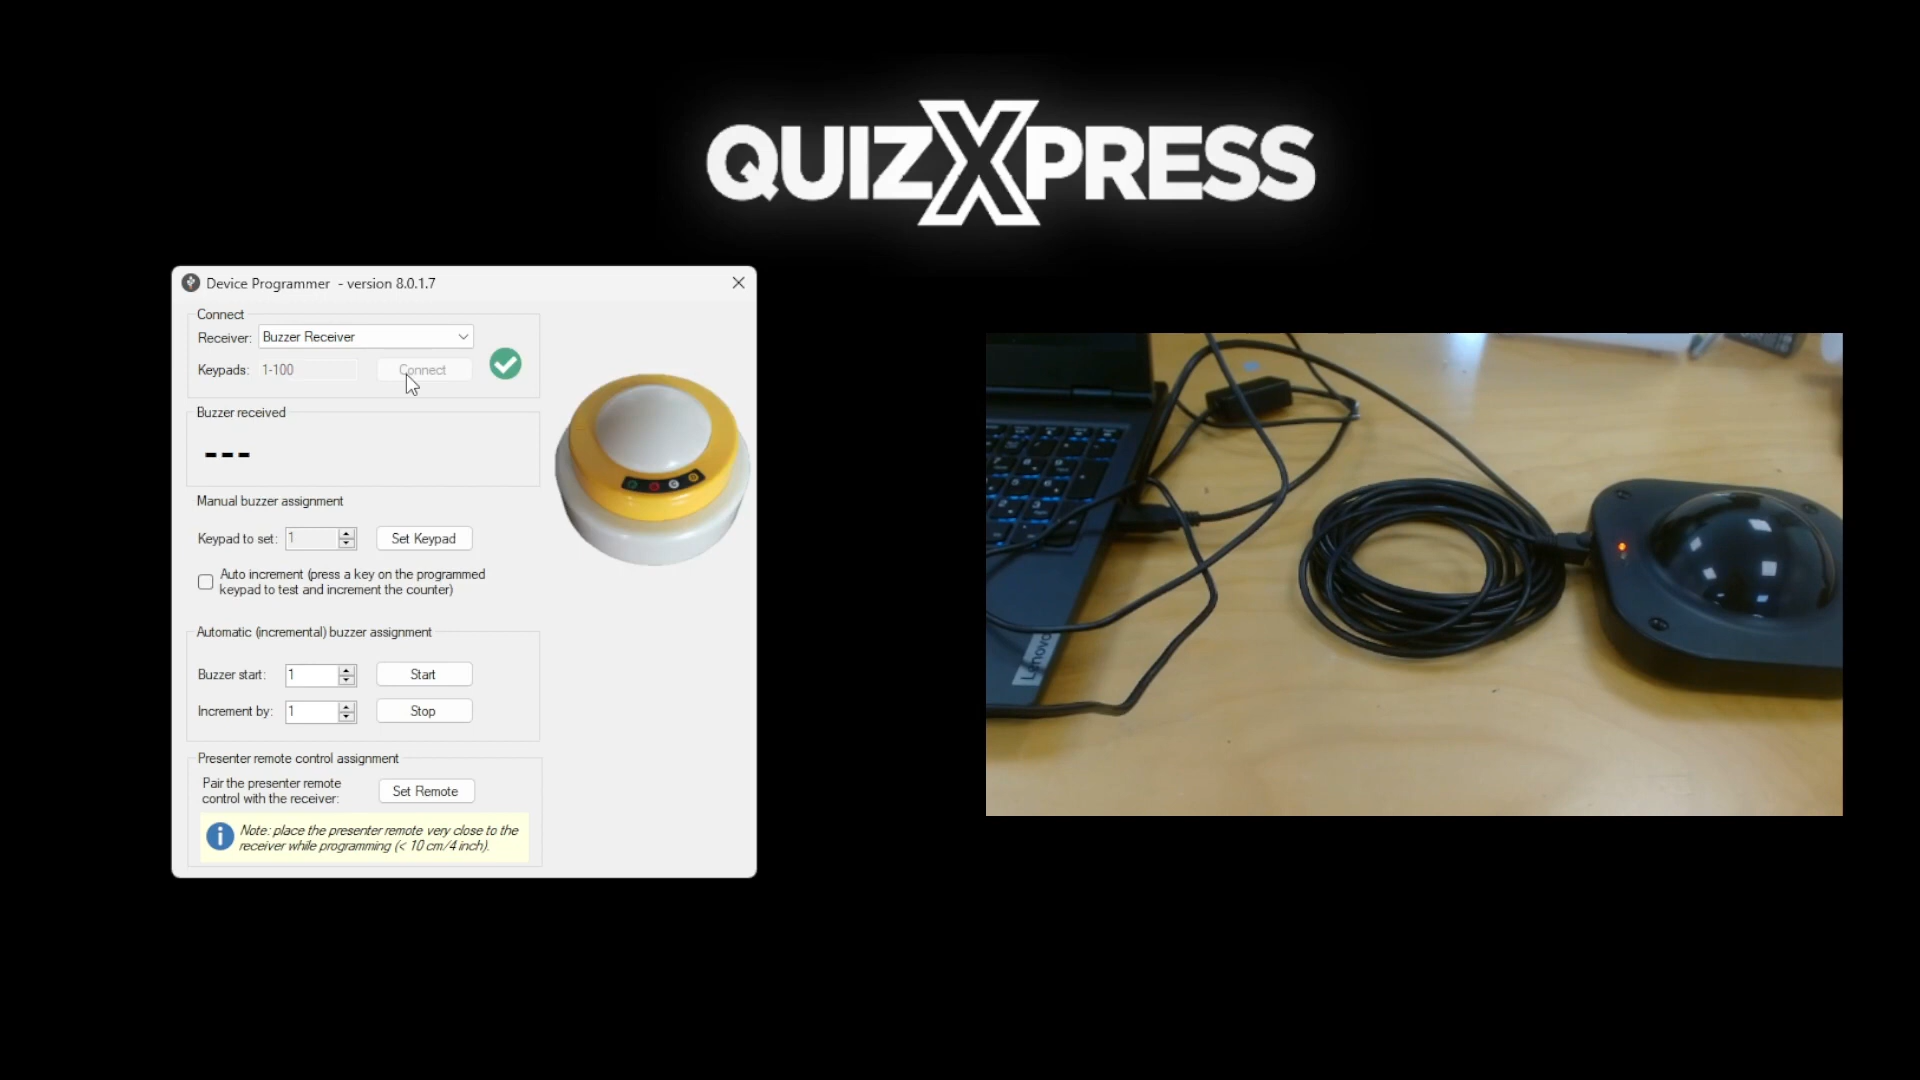 QUIZXPRESS
Device Programmer - version 8.0.1.7
Connect
Receiver: Buzzer Receiver
Keypads: 1-100 Connect
Buzzer received
---
Manual buzzer assignment
Keypad to set: 1 Set Keypad
Auto increment (press a key on the programmed
keypad to test and increment the counter)
Automatic (incremental) buzzer assignment
Buzzer start: 1 Start
Increment by: 1 Stop
Presenter remote control assignment
Pair the presenter remote
control with the receiver:
Set Remote
Note: place the presenter remote very close to the
receiver while programming (< 10 cm/4 inch).
Lenovo